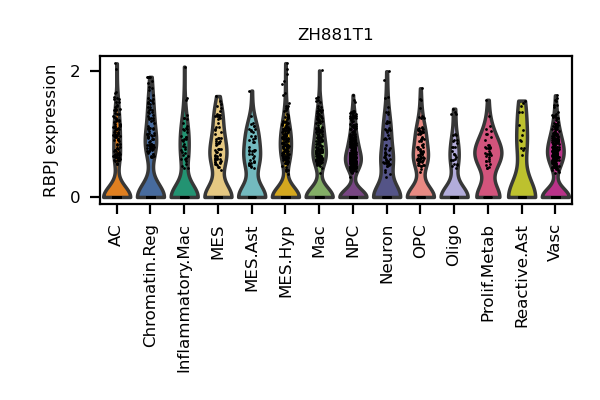 ZH881T1
RBPJ expression
2
0
AC
Chromatin.Reg
Inflammatory.Mac
MES
MES.Ast
MES.Hyp
Mac
NPC
Neuron
OPC
Oligo
Prolif.Metab
Reactive.Ast
Vasc